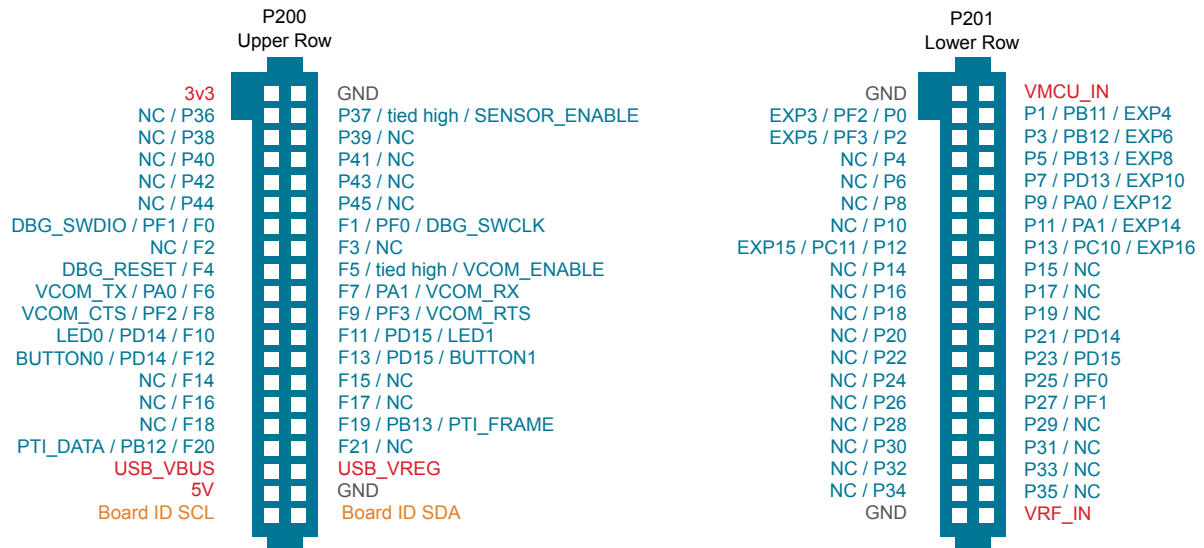 P200
Upper Row
3v3 GND
NC / P36 P37 / tied high / SENSOR_ENABLE
NC / P38 P39 / NC
NC / P40 P41 / NC
NC / P42 P43 / NC
NC / P44 P45 / NC
DBG_SWDIO / PF1 / F0 F1 / PF0 / DBG_SWCLK
NC / F2 F3 / NC
DBG_RESET / F4 F5 / tied high / VCOM_ENABLE
VCOM_TX / PA0 / F6 F7 / PA1 / VCOM_RX
VCOM_CTS / PF2 / F8 F9 / PF3 / VCOM_RTS
LED0 / PD14 / F10 F11 / PD15 / LED1
BUTTON0 / PD14 / F12 F13 / PD15 / BUTTON1
NC / F14 F15 / NC
NC / F16 F17 / NC
NC / F18 F19 / PB13 / PTI_FRAME
PTI_DATA / PB12 / F20 F21 / NC
USB_VBUS USB_VREG
5V GND
Board ID SCL Board ID SDA
P201
Lower Row
GND VMCU_IN
EXP3 / PF2 / P0 P1 / PB11 / EXP4
EXP5 / PF3 / P2 P3 / PB12 / EXP6
NC / P4 P5 / PB13 / EXP8
NC / P6 P7 / PD13 / EXP10
NC / P8 P9 / PA0 / EXP12
NC / P10 P11 / PA1 / EXP14
EXP15 / PC11 / P12 P13 / PC10 / EXP16
NC / P14 P15 / NC
NC / P16 P17 / NC
NC / P18 P19 / NC
NC / P20 P21 / PD14
NC / P22 P23 / PD15
NC / P24 P25 / PF0
NC / P26 P27 / PF1
NC / P28 P29 / NC
NC / P30 P31 / NC
NC / P32 P33 / NC
NC / P34 P35 / NC
GND VRF_IN